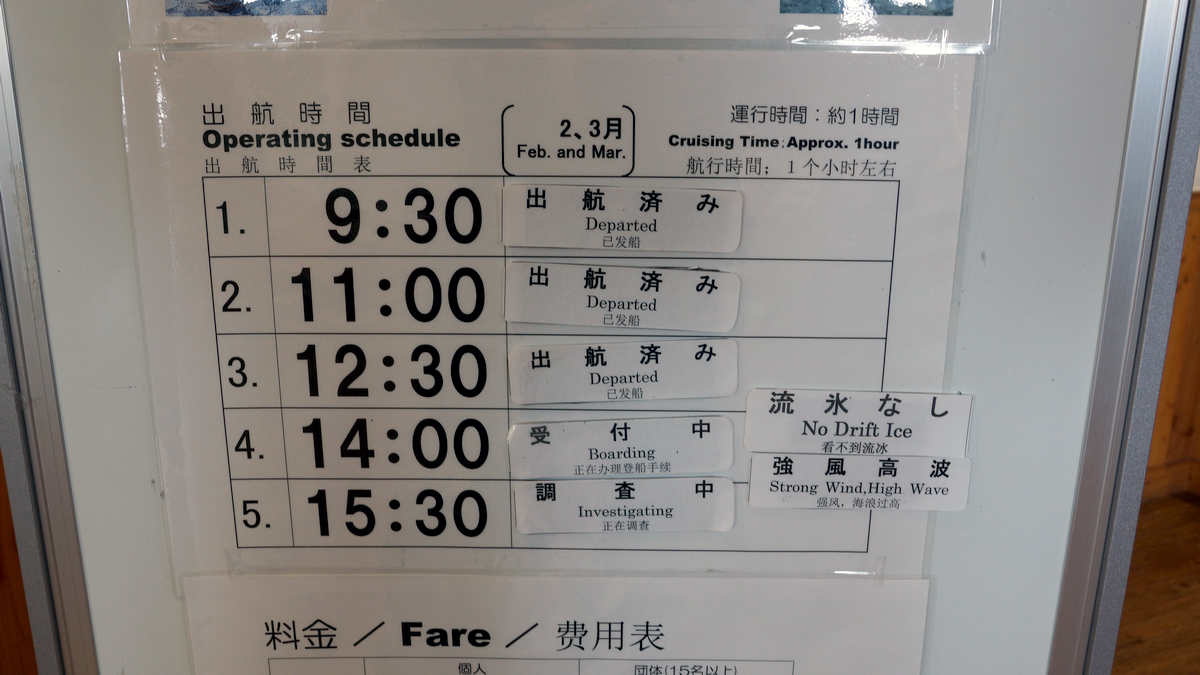 出航時間
Operating schedule
出航時間表
2、3月
Feb. and Mar.
運行時間：約1時間
Cruising Time:Approx. 1hour
航行時間；1个小时左右
1. 9:30
出航済み
Departed
已发船
2. 11:00
出航済み
Departed
已发船
3. 12:30
出航済み
Departed
已发船
4. 14:00
受付中
Boarding
正在办理登船手续
流氷なし
No Drift Ice
看不到流冰
5. 15:30
調査中
Investigating
正在调查
強風高波
Strong Wind,High Wave
强风，海浪过高
料金／Fare／费用表
個人 団体(15名以上)